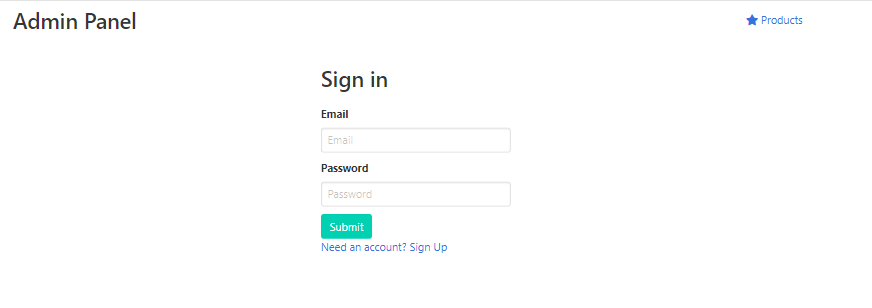 Admin Panel
Products
Sign in
Email
Email
Password
Password
Submit
Need an account? Sign Up